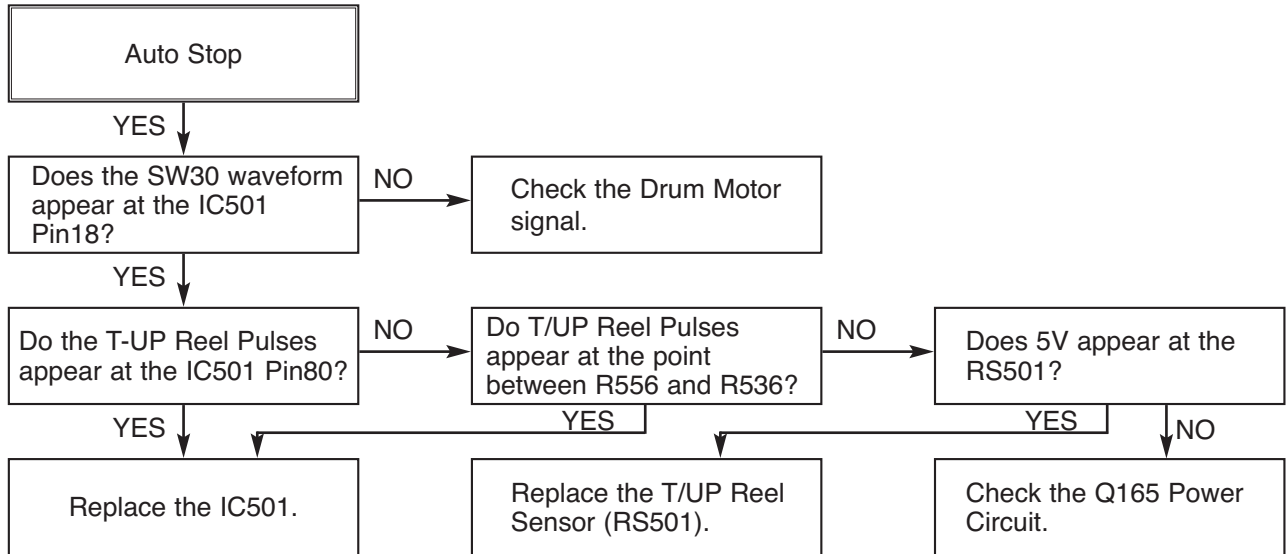 Auto Stop
YES
Does the SW30 waveform
appear at the IC501
Pin18?
NO
Check the Drum Motor
signal.
YES
Do the T-UP Reel Pulses
appear at the IC501 Pin80?
NO
Do T/UP Reel Pulses
appear at the point
between R556 and R536?
NO
Does 5V appear at the
RS501?
YES
YES
YES
NO
Replace the IC501.
Replace the T/UP Reel
Sensor (RS501).
Check the Q165 Power
Circuit.